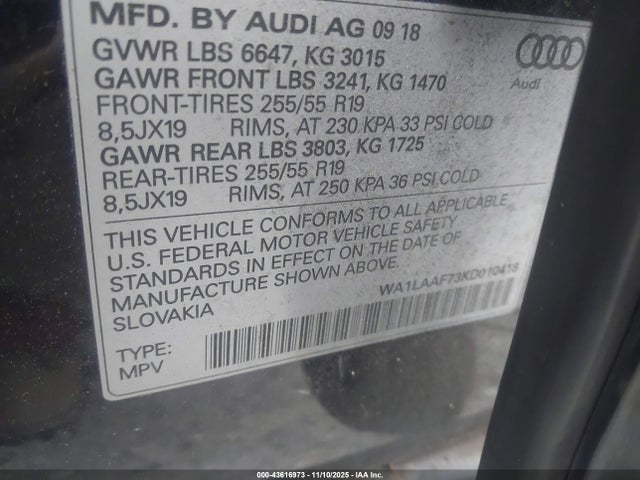 MFD. BY AUDI AG 09 18
GVWR LBS 6647, KG 3015
GAWR FRONT LBS 3241, KG 1470
FRONT-TIRES 255/55 R19
8,5JX19 RIMS, AT 230 KPA 33 PSI COLD
GAWR REAR LBS 3803, KG 1725
REAR-TIRES 255/55 R19
8,5JX19 RIMS, AT 250 KPA 36 PSI COLD
Audi
THIS VEHICLE CONFORMS TO ALL APPLICABLE
U.S. FEDERAL MOTOR VEHICLE SAFETY
STANDARDS IN EFFECT ON THE DATE OF
MANUFACTURE SHOWN ABOVE.
SLOVAKIA
WA1LAAF73KD010418
TYPE:
MPV
000-43616973 - 11/10/2025 - IAA Inc.